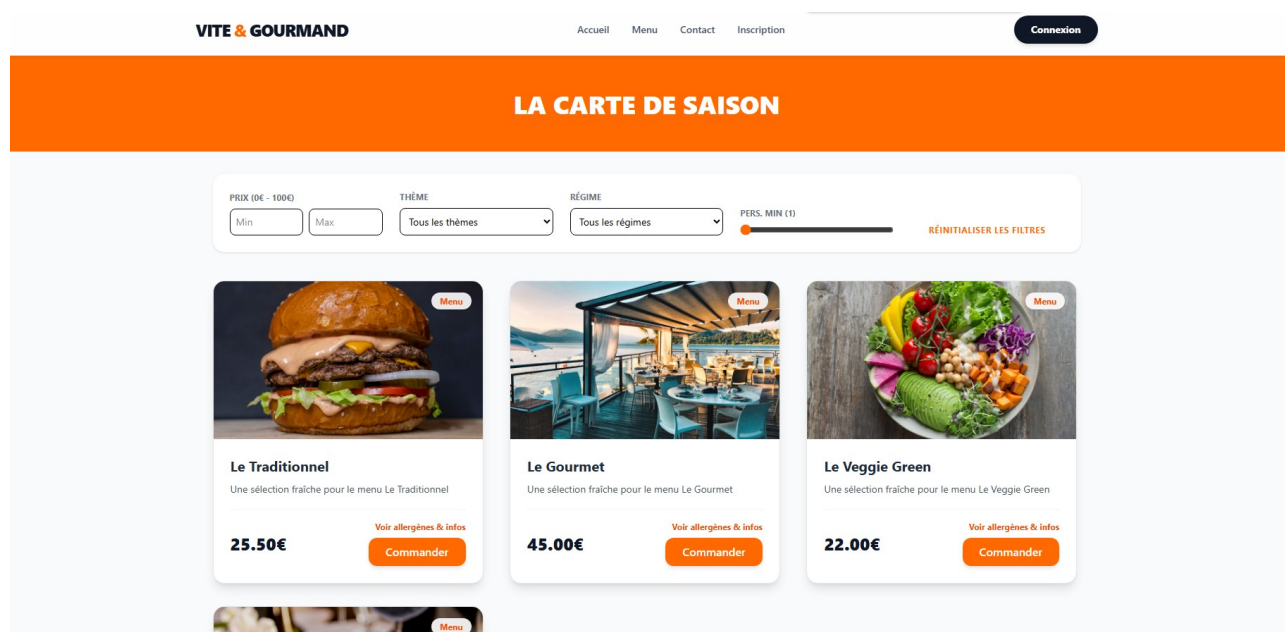 VITE & GOURMAND
Accueil Menu Contact Inscription
Connexion
LA CARTE DE SAISON
PRIX (0€ - 100€)
Min Max
THÈME
Tous les thèmes
RÉGIME
Tous les régimes
PERS. MIN (1)
RÉINITIALISER LES FILTRES
Menu
Le Traditionnel
Une sélection fraîche pour le menu Le Traditionnel
Voir allergènes & infos
25.50€
Commander
Menu
Le Gourmet
Une sélection fraîche pour le menu Le Gourmet
Voir allergènes & infos
45.00€
Commander
Menu
Le Veggie Green
Une sélection fraîche pour le menu Le Veggie Green
Voir allergènes & infos
22.00€
Commander
Menu